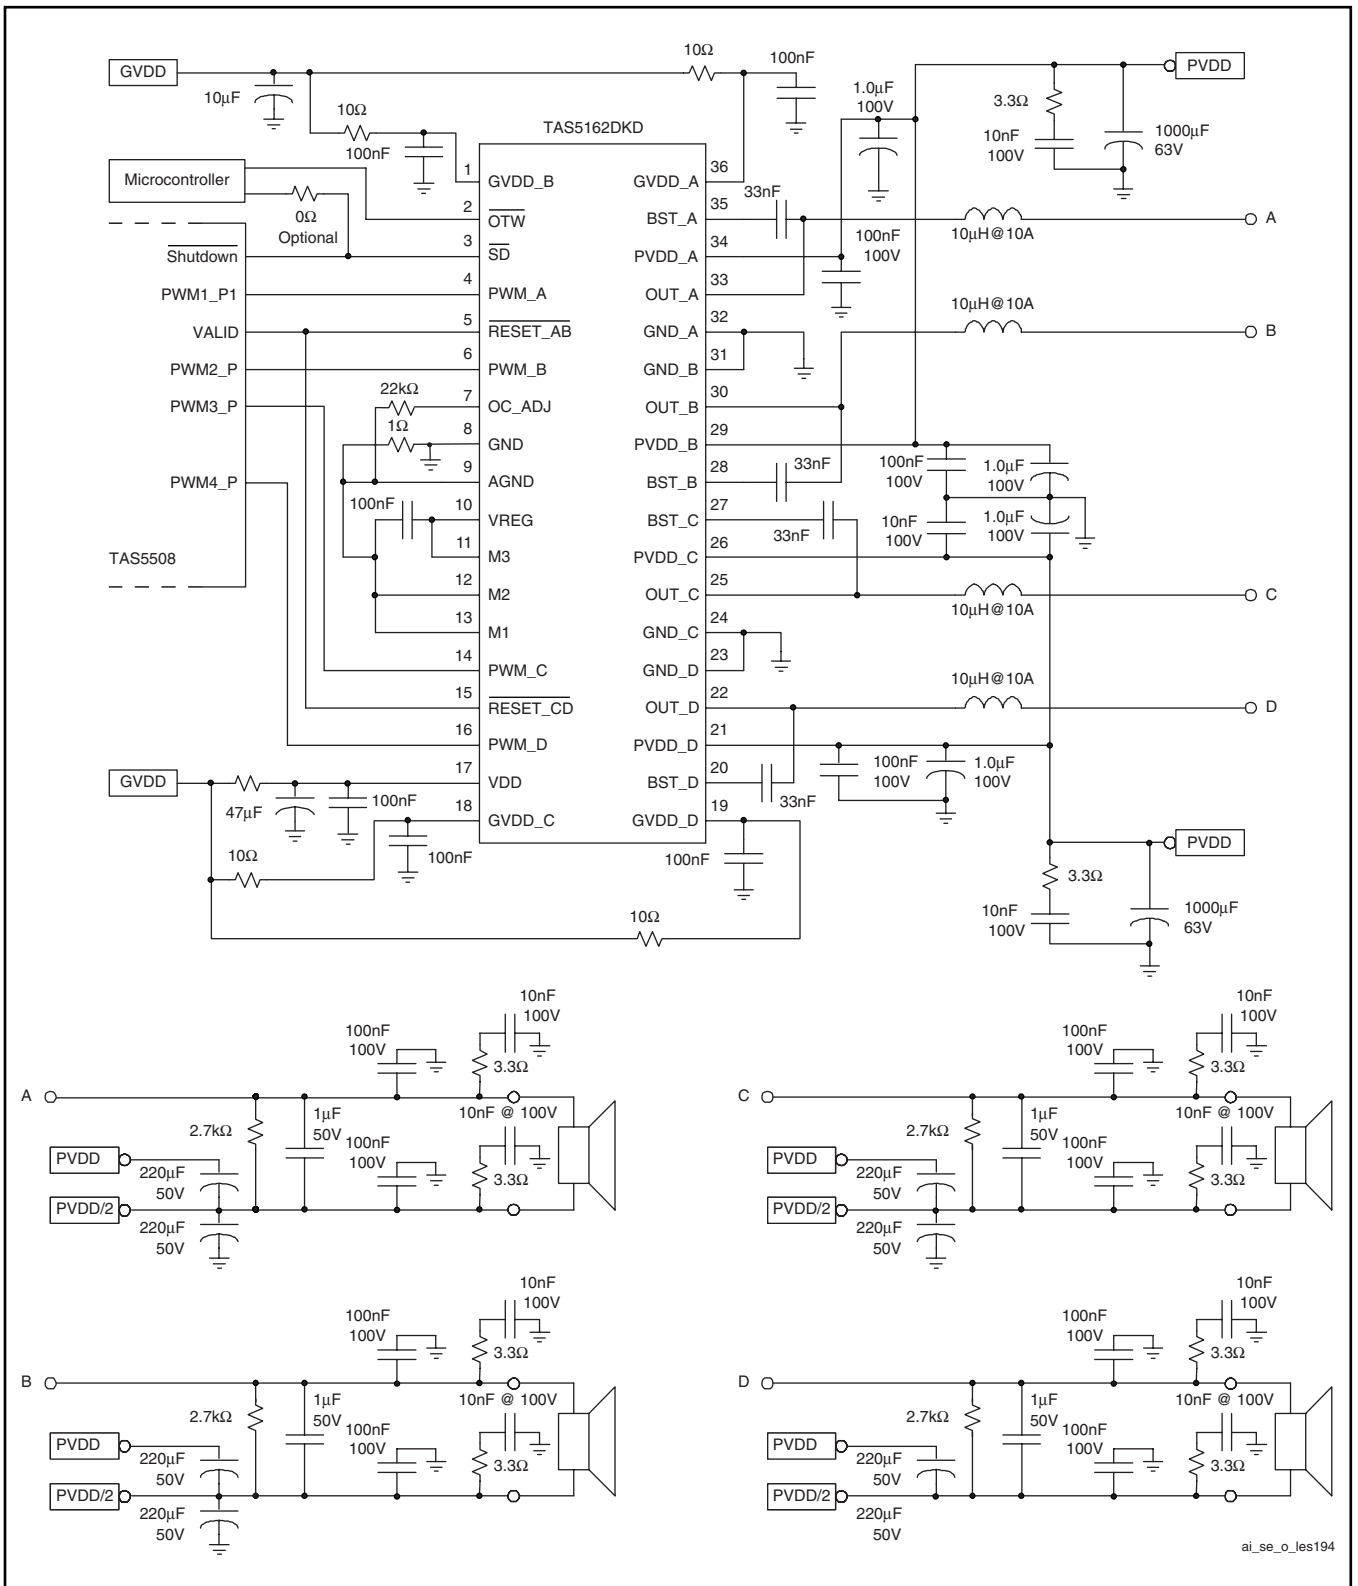 GVDD
10μF
10Ω
100nF
10Ω
100nF
1.0μF
100V
PVDD
3.3Ω
10nF
100V
1000μF
63V
TAS5162DKD
Microcontroller
0Ω
Optional
Shutdown
PWM1_P1
VALID
PWM2_P
PWM3_P
PWM4_P
TAS5508
22kΩ
1Ω
100nF
1
GVDD_B
2
OTW
3
SD
4
PWM_A
5
RESET_AB
6
PWM_B
7
OC_ADJ
8
GND
9
AGND
10
VREG
11
M3
12
M2
13
M1
14
PWM_C
15
RESET_CD
16
PWM_D
17
VDD
18
GVDD_C
36
GVDD_A
35
BST_A
34
PVDD_A
33
OUT_A
32
GND_A
31
GND_B
30
OUT_B
29
PVDD_B
28
BST_B
27
BST_C
26
PVDD_C
25
OUT_C
24
GND_C
23
GND_D
22
OUT_D
21
PVDD_D
20
BST_D
19
GVDD_D
33nF
100nF
100V
10μH@10A
A
10μH@10A
B
33nF
100nF
100V
1.0μF
100V
33nF
10nF
100V
1.0μF
100V
10μH@10A
C
10μH@10A
D
100nF
100V
1.0μF
100V
33nF
GVDD
47μF
100nF
10Ω
100nF
100nF
10Ω
PVDD
3.3Ω
10nF
100V
1000μF
63V
10nF
100V
100nF
100V
3.3Ω
A
10nF @ 100V
2.7kΩ
1μF
50V
100nF
100V
3.3Ω
PVDD
220μF
50V
PVDD/2
220μF
50V
10nF
100V
100nF
100V
3.3Ω
C
10nF @ 100V
2.7kΩ
1μF
50V
100nF
100V
3.3Ω
PVDD
220μF
50V
PVDD/2
220μF
50V
10nF
100V
100nF
100V
3.3Ω
B
10nF @ 100V
2.7kΩ
1μF
50V
100nF
100V
3.3Ω
PVDD
220μF
50V
PVDD/2
220μF
50V
10nF
100V
100nF
100V
3.3Ω
D
10nF @ 100V
2.7kΩ
1μF
50V
100nF
100V
3.3Ω
PVDD
220μF
50V
PVDD/2
220μF
50V
ai_se_o_les194